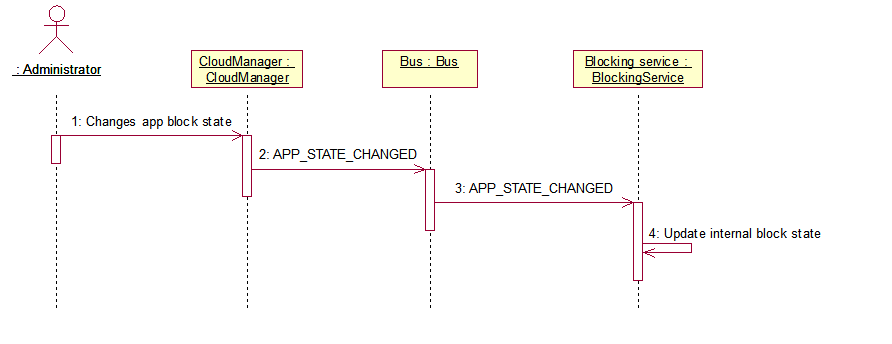 : Administrator
CloudManager :
CloudManager
Bus : Bus
Blocking service :
BlockingService
1: Changes app block state
2: APP_STATE_CHANGED
3: APP_STATE_CHANGED
4: Update internal block state